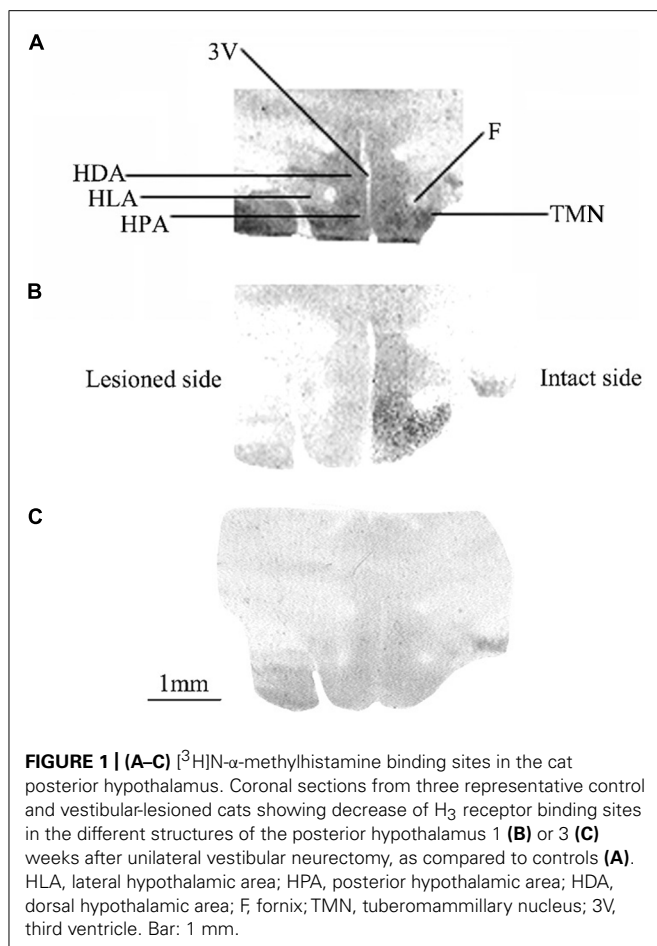 A
3V
F
HDA
HLA
HPA
TMN
B
Lesioned side
Intact side
C
1mm
FIGURE 1 | (A–C) [³H]N-α-methylhistamine binding sites in the cat
posterior hypothalamus. Coronal sections from three representative control
and vestibular-lesioned cats showing decrease of H₃ receptor binding sites
in the different structures of the posterior hypothalamus 1 (B) or 3 (C)
weeks after unilateral vestibular neurectomy, as compared to controls (A).
HLA, lateral hypothalamic area; HPA, posterior hypothalamic area; HDA,
dorsal hypothalamic area; F, fornix; TMN, tuberomammillary nucleus; 3V,
third ventricle. Bar: 1 mm.